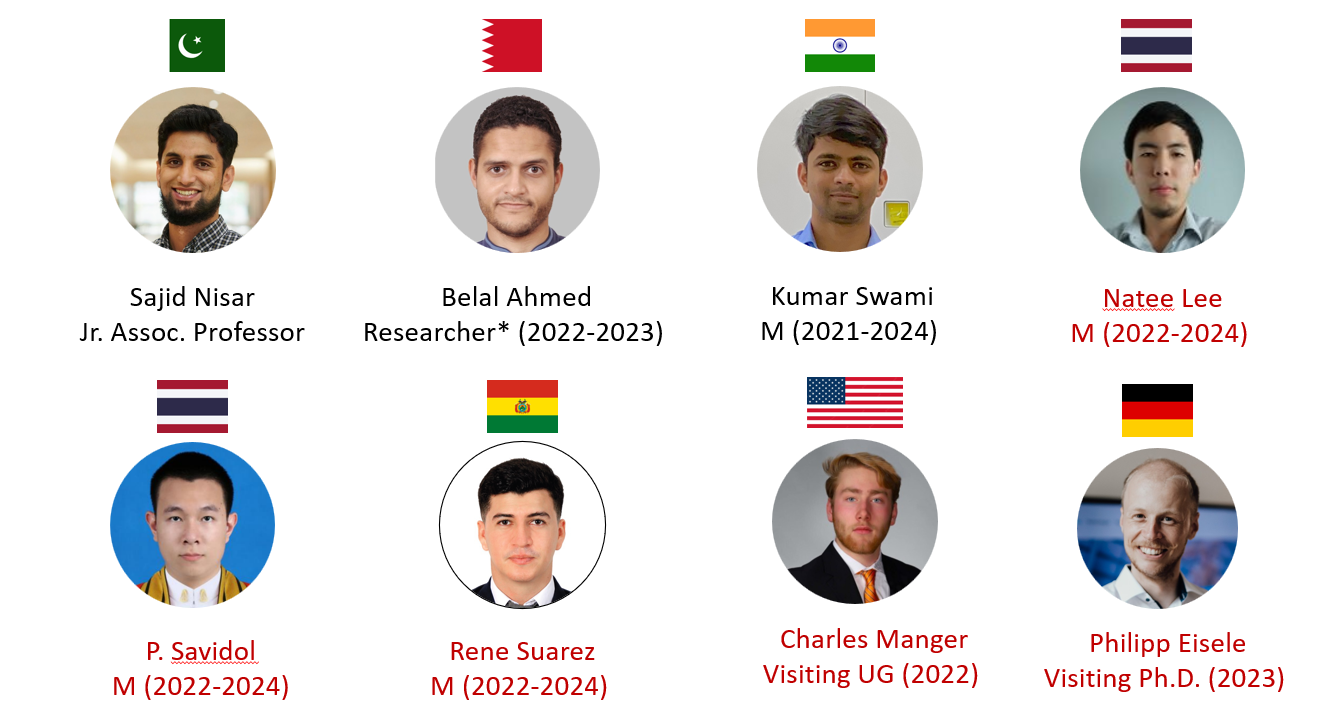 Sajid Nisar
Jr. Assoc. Professor
Belal Ahmed
Researcher* (2022-2023)
Kumar Swami
M (2021-2024)
Natee Lee
M (2022-2024)
P. Savidol
M (2022-2024)
Rene Suarez
M (2022-2024)
Charles Manger
Visiting UG (2022)
Philipp Eisele
Visiting Ph.D. (2023)